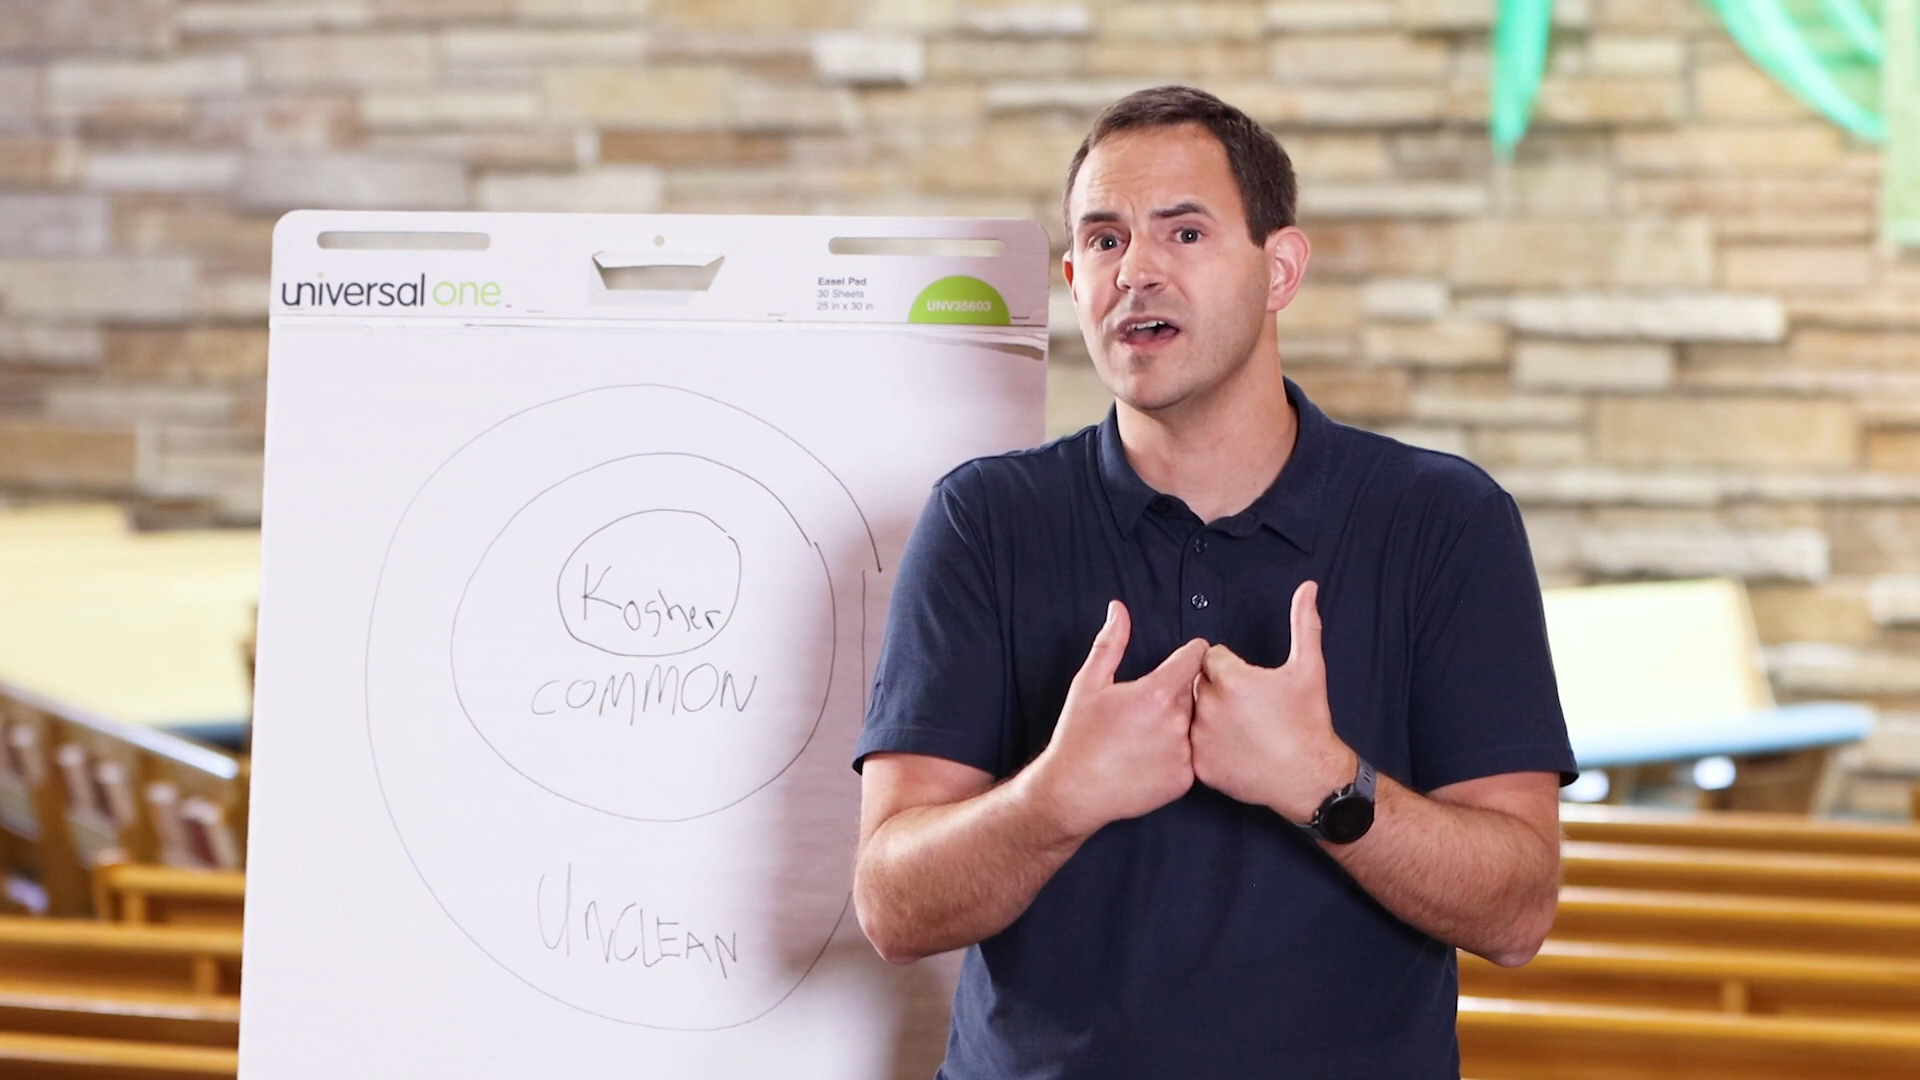 universal one
Easel Pad
30 Sheets
25 in x 30 in
UNV35603
Kosher
COMMON
UNCLEAN